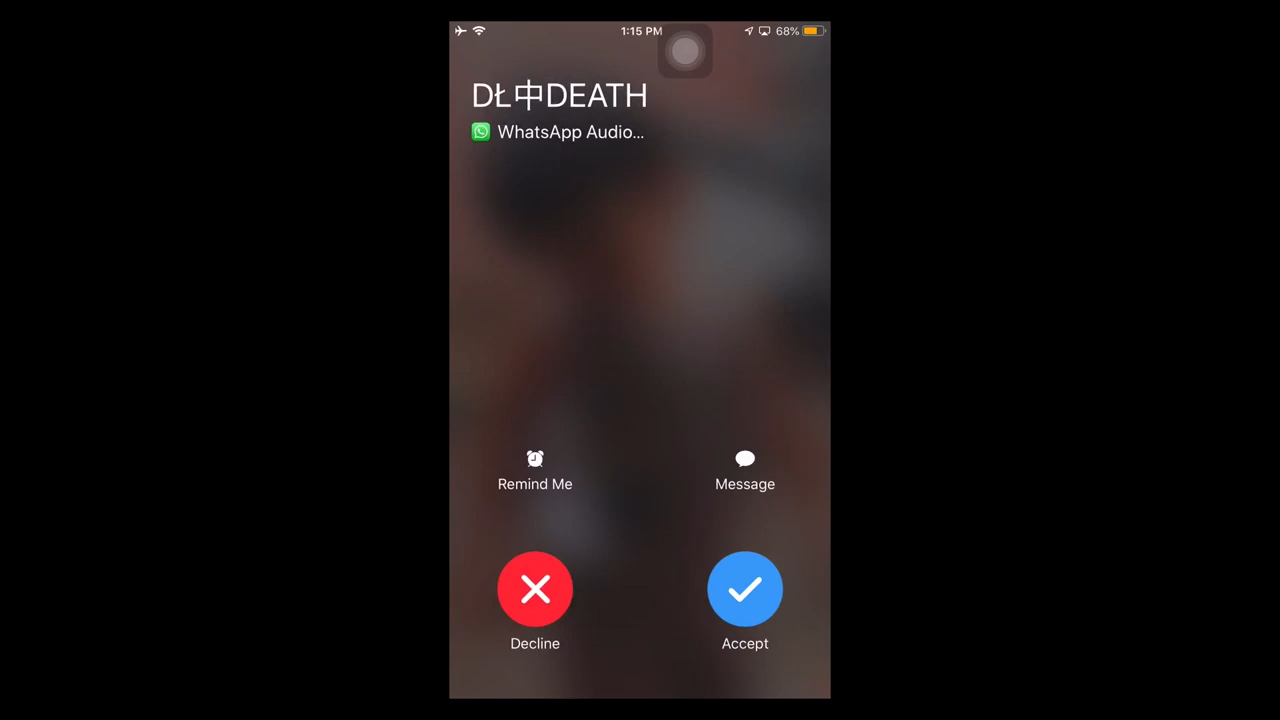 1:15 PM
68%
DŁ中DEATH
WhatsApp Audio...
Remind Me
Message
Decline
Accept